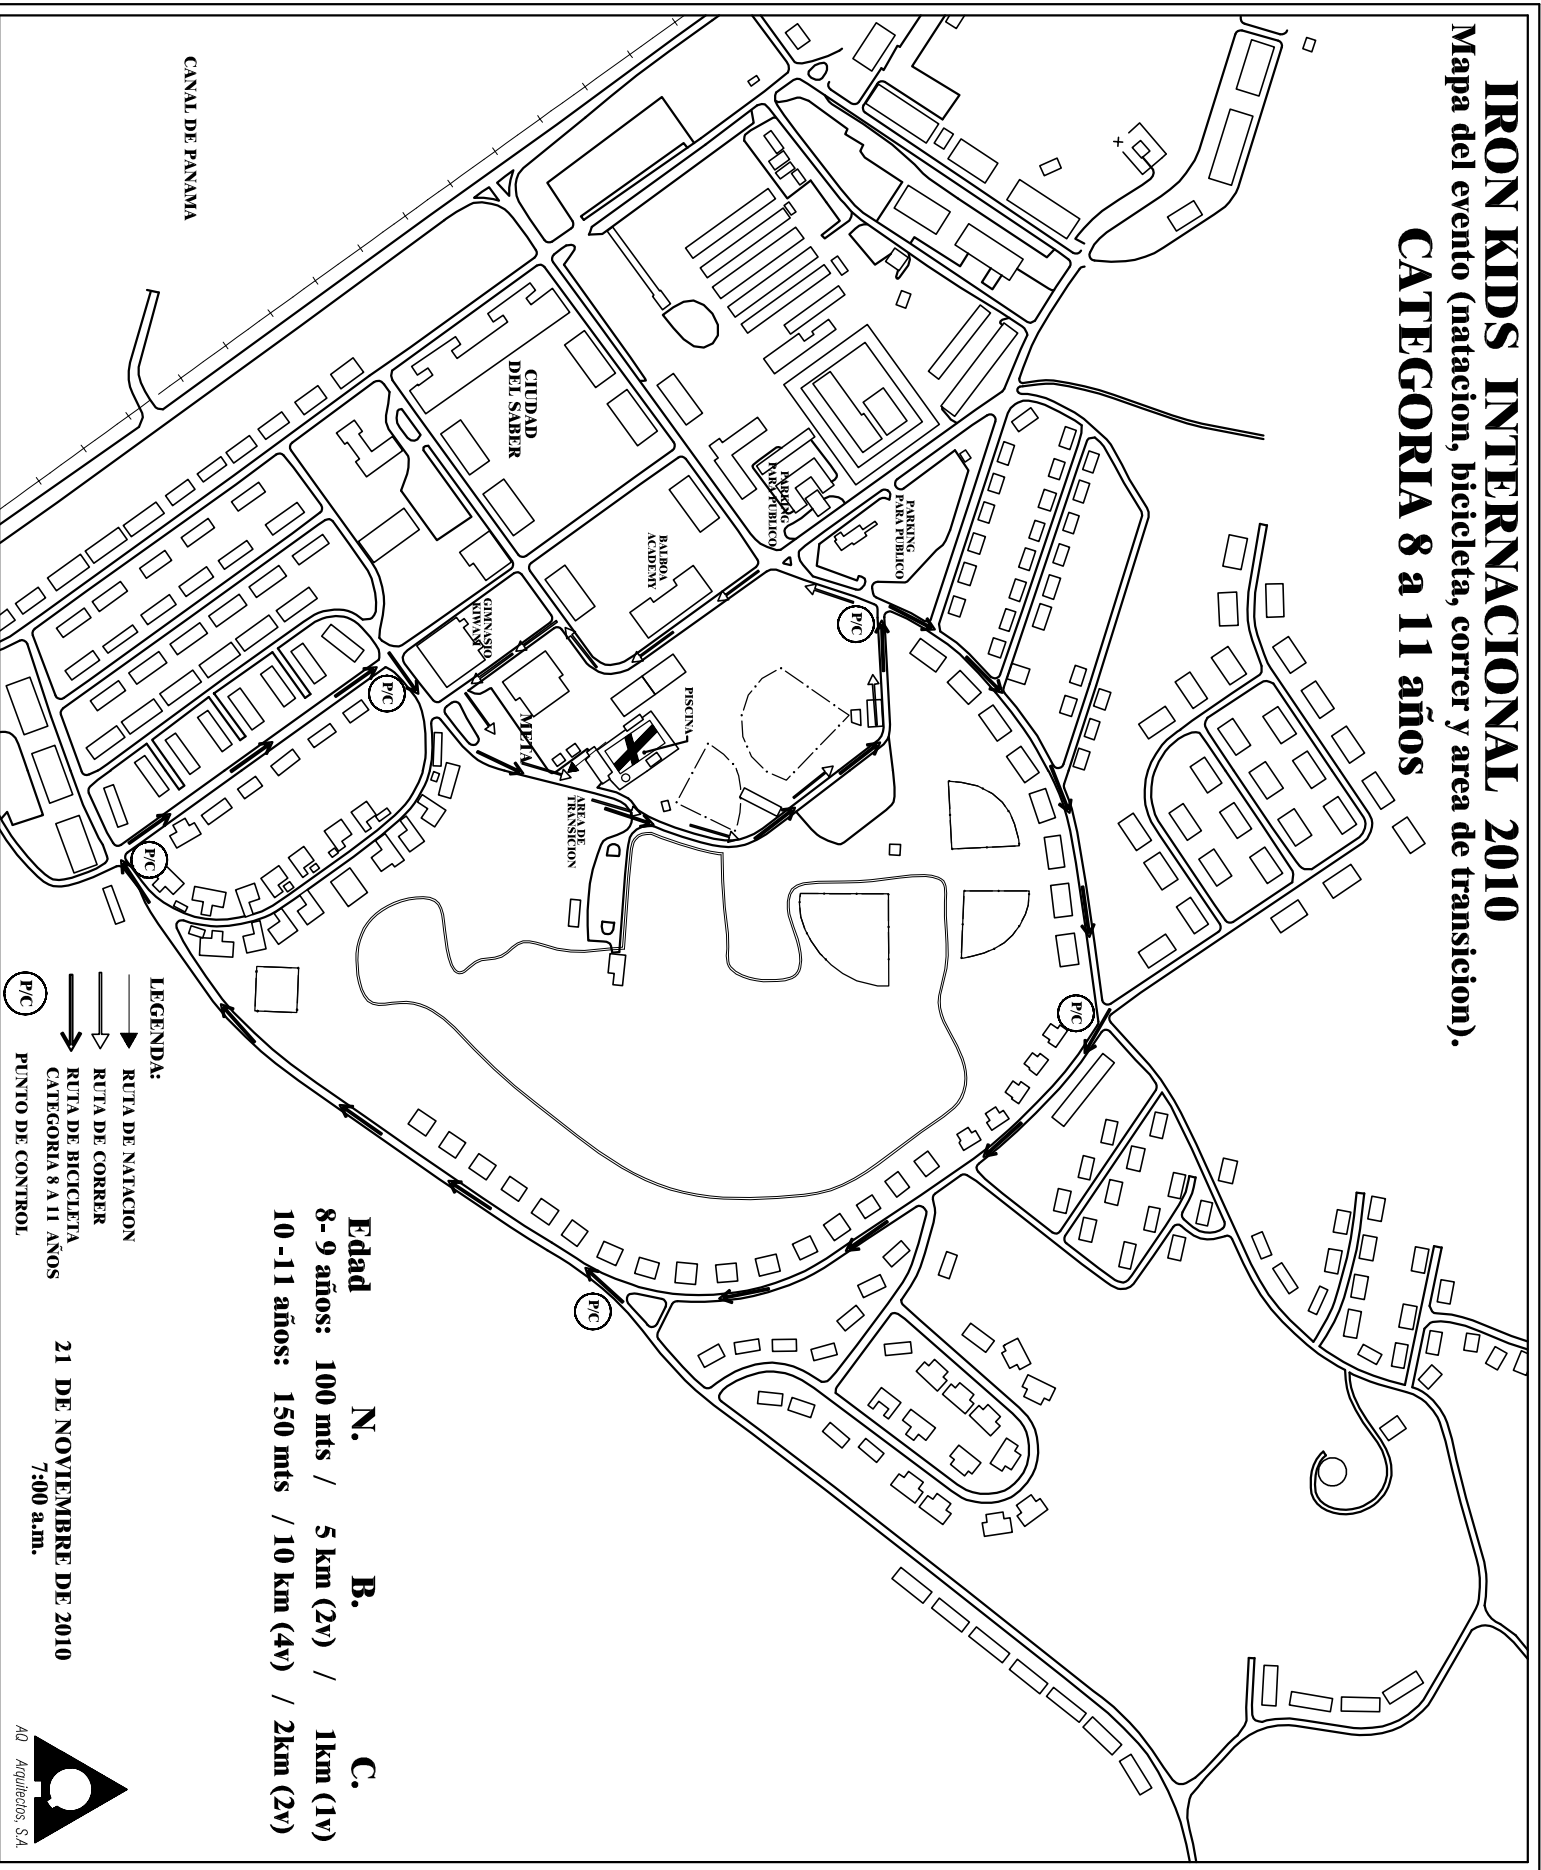 IRON KIDS INTERNACIONAL 2010
Mapa del evento (natacion, bicicleta, correr y area de transicion).
CATEGORIA 8 a 11 años
PARKING
PARA PUBLICO
PARKING
PARA PUBLICO
BALBOA
ACADEMY
CIUDAD
DEL SABER
GIMNASIO
KIWANI
PISCINA
META
AREA DE
TRANSICION
CANAL DE PANAMA
P/C
P/C
P/C
P/C
P/C
Edad N. B. C.
8- 9 años: 100 mts / 5 km (2v) / 1km (1v)
10 -11 años: 150 mts / 10 km (4v) / 2km (2v)
LEGENDA:
RUTA DE NATACION
RUTA DE CORRER
RUTA DE BICICLETA
CATEGORIA 8 A 11 AÑOS
P/C PUNTO DE CONTROL
21 DE NOVIEMBRE DE 2010
7:00 a.m.
AQ Arquitectos, S.A.